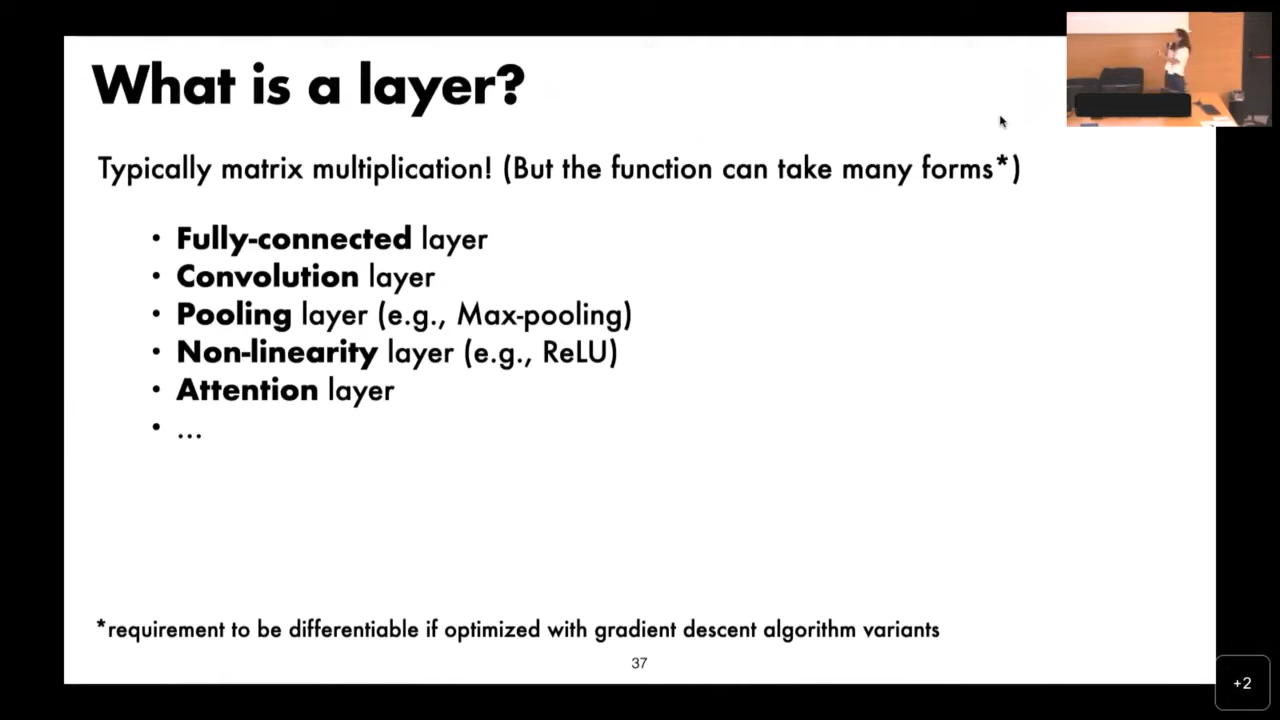 What is a layer?
Typically matrix multiplication! (But the function can take many forms*)
• Fully-connected layer
• Convolution layer
• Pooling layer (e.g., Max-pooling)
• Non-linearity layer (e.g., ReLU)
• Attention layer
• ...
*requirement to be differentiable if optimized with gradient descent algorithm variants
37
+2